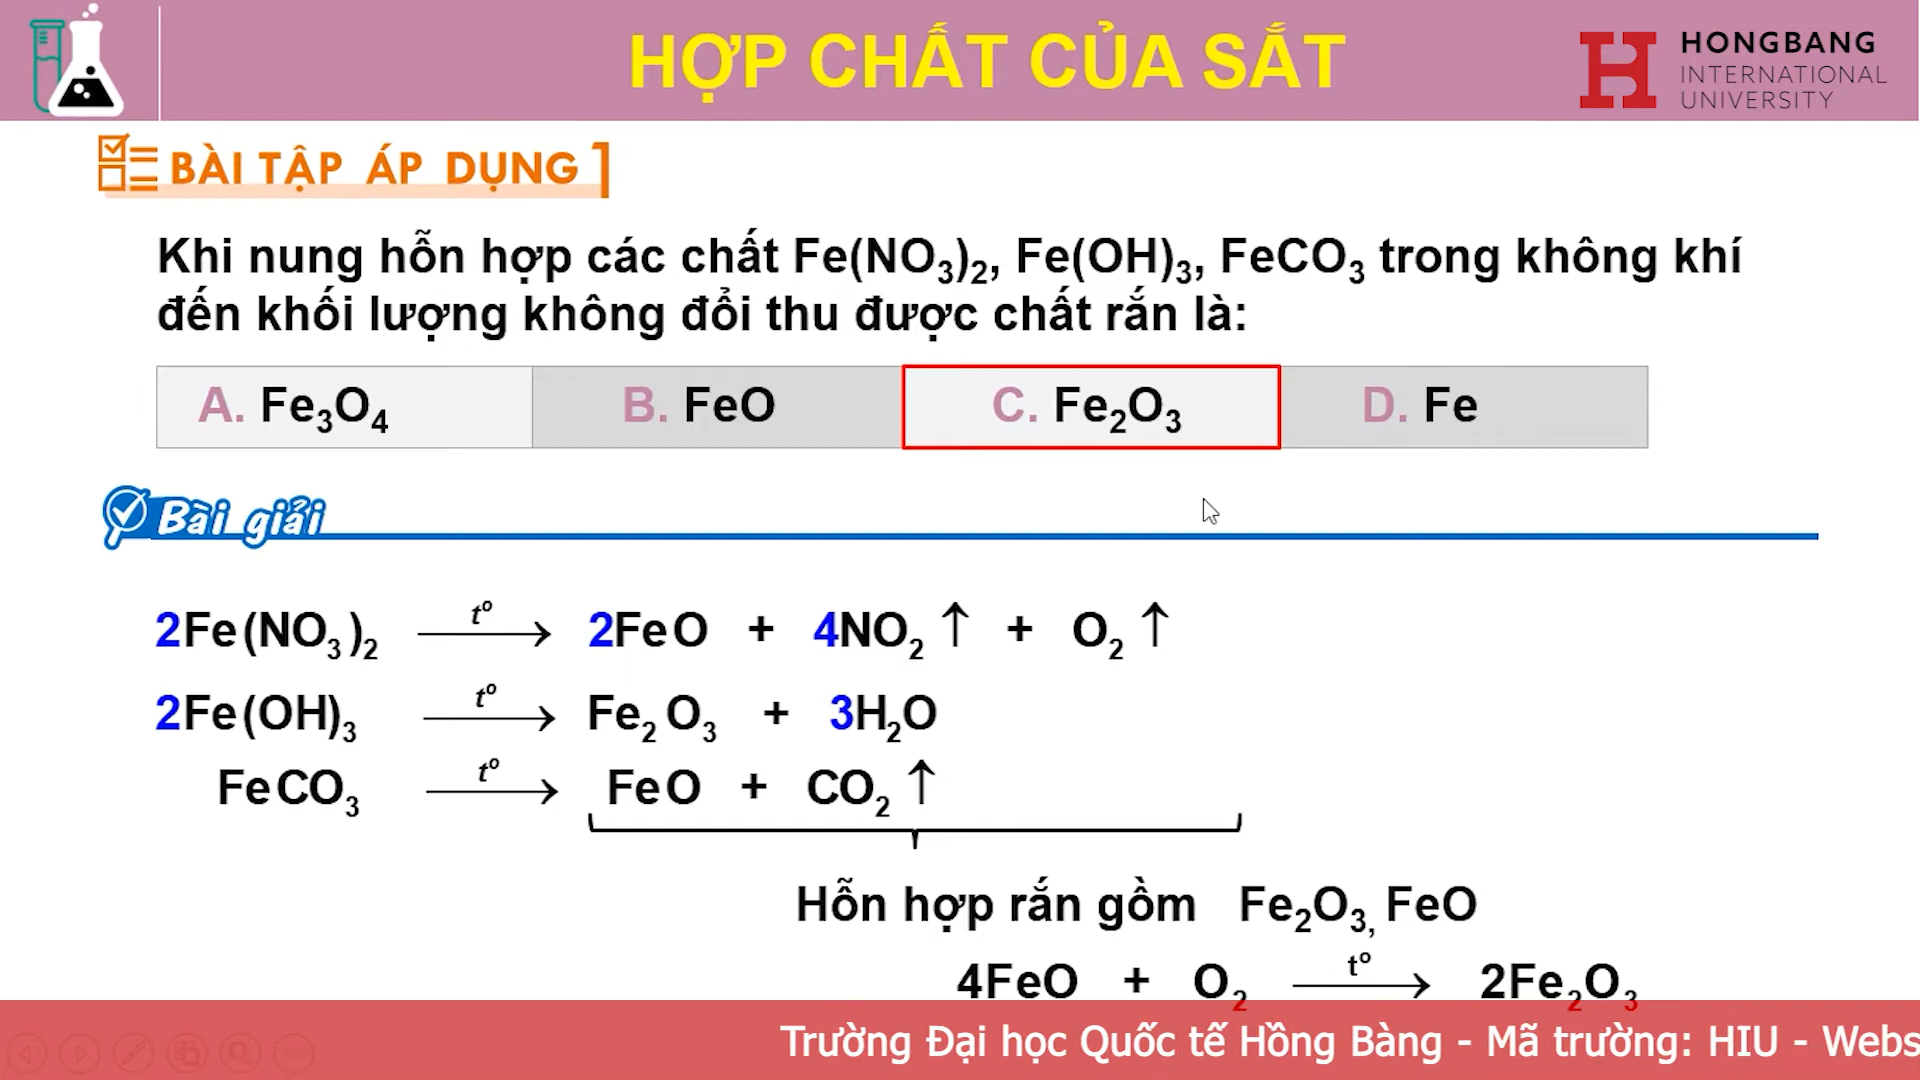 HỢP CHẤT CỦA SẮT
HONGBANG
INTERNATIONAL
UNIVERSITY
BÀI TẬP ÁP DỤNG 1
Khi nung hỗn hợp các chất Fe(NO₃)₂, Fe(OH)₃, FeCO₃ trong không khí
đến khối lượng không đổi thu được chất rắn là:
A. Fe₃O₄ B. FeO C. Fe₂O₃ D. Fe
Bài giải
2Fe(NO₃)₂ —t°→ 2FeO + 4NO₂ ↑ + O₂ ↑
2Fe(OH)₃ —t°→ Fe₂O₃ + 3H₂O
FeCO₃ —t°→ FeO + CO₂ ↑
Hỗn hợp rắn gồm Fe₂O₃, FeO
4FeO + O₂ —t°→ 2Fe₂O₃
Trường Đại học Quốc tế Hồng Bàng - Mã trường: HIU - Webs